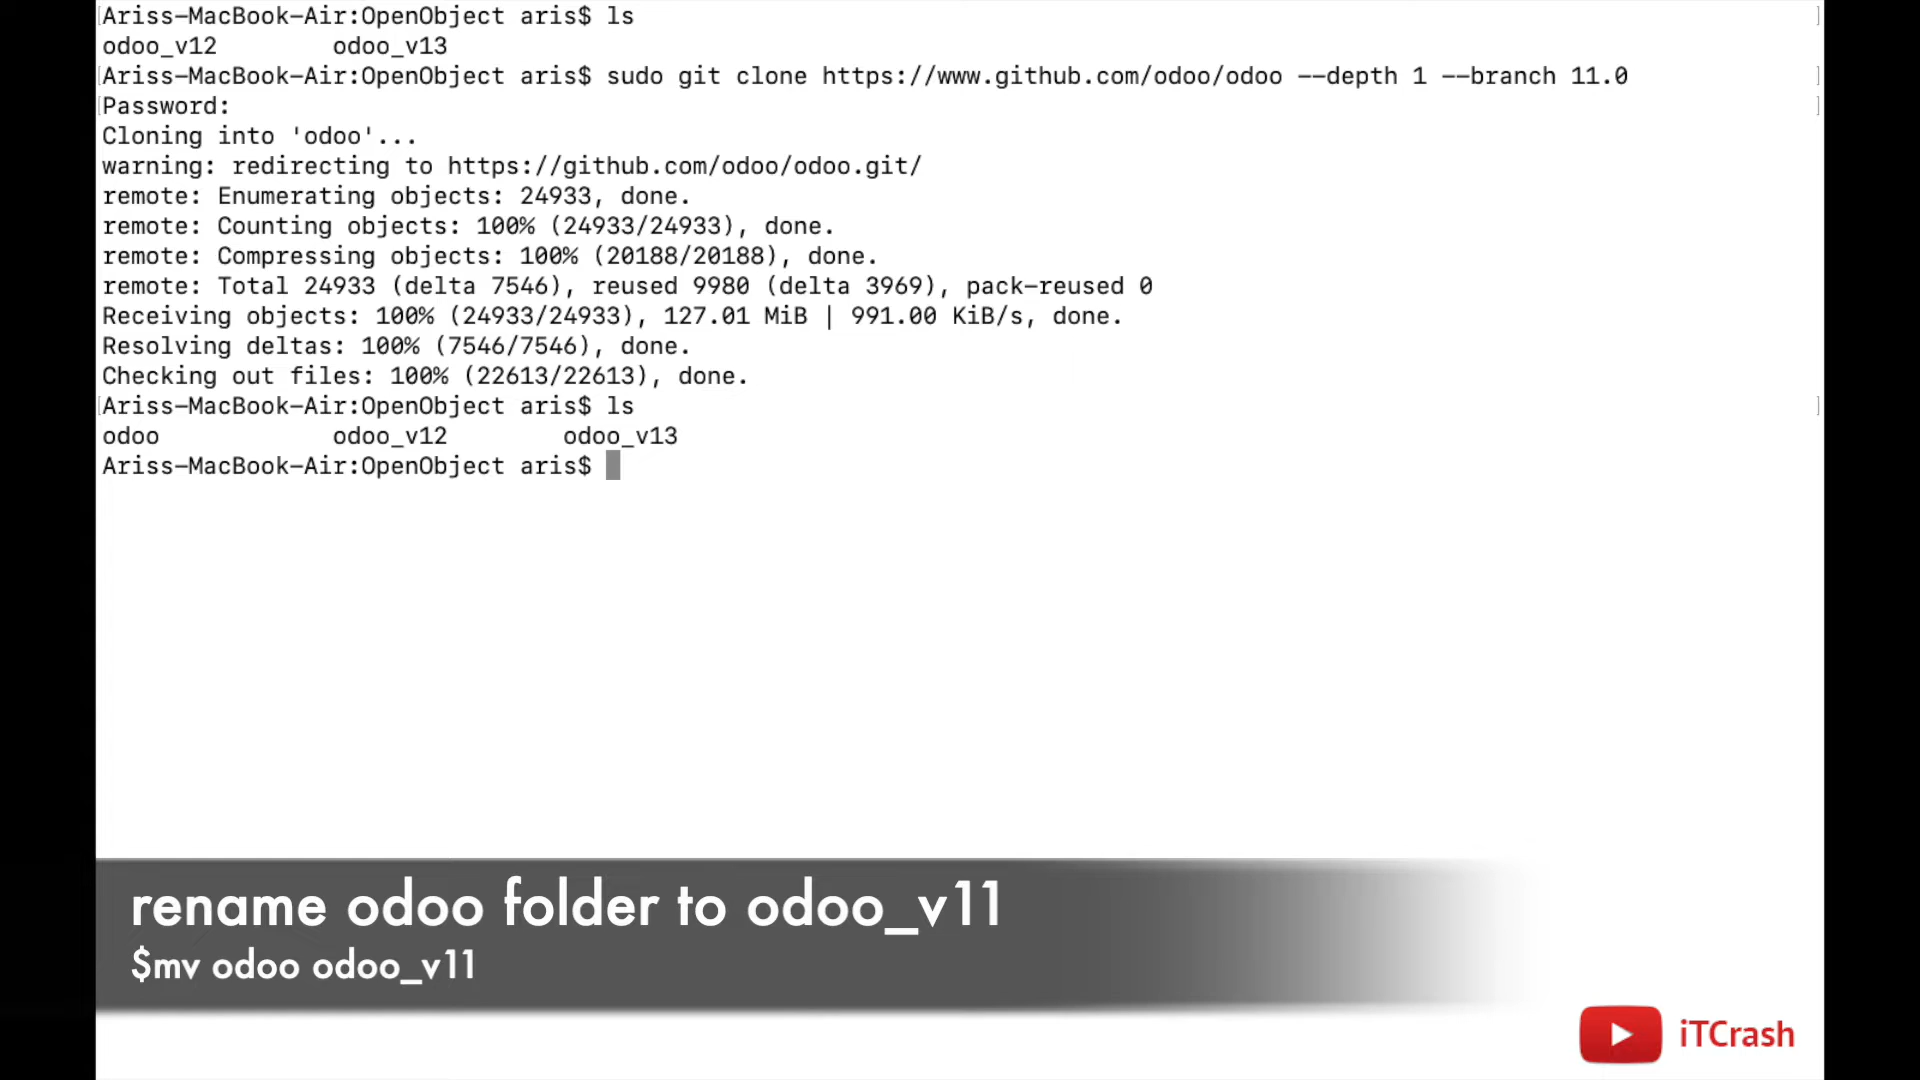 Ariss-MacBook-Air:OpenObject aris$ ls
odoo_v12        odoo_v13
Ariss-MacBook-Air:OpenObject aris$ sudo git clone https://www.github.com/odoo/odoo --depth 1 --branch 11.0
Password:
Cloning into 'odoo'...
warning: redirecting to https://github.com/odoo/odoo.git/
remote: Enumerating objects: 24933, done.
remote: Counting objects: 100% (24933/24933), done.
remote: Compressing objects: 100% (20188/20188), done.
remote: Total 24933 (delta 7546), reused 9980 (delta 3969), pack-reused 0
Receiving objects: 100% (24933/24933), 127.01 MiB | 991.00 KiB/s, done.
Resolving deltas: 100% (7546/7546), done.
Checking out files: 100% (22613/22613), done.
Ariss-MacBook-Air:OpenObject aris$ ls
odoo            odoo_v12        odoo_v13
Ariss-MacBook-Air:OpenObject aris$
rename odoo folder to odoo_v11
$mv odoo odoo_v11
iTCrash